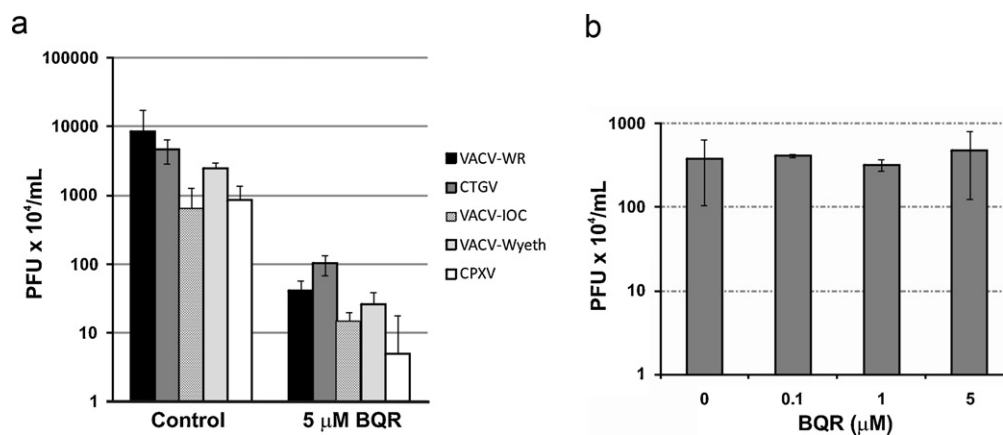 a
PFU x 10⁴/mL
100000
10000
1000
100
10
1
Control
5 μM BQR
VACV-WR
CTGV
VACV-IOC
VACV-Wyeth
CPXV
b
PFU x 10⁴/mL
1000
100
10
1
0
0.1
1
5
BQR (μM)